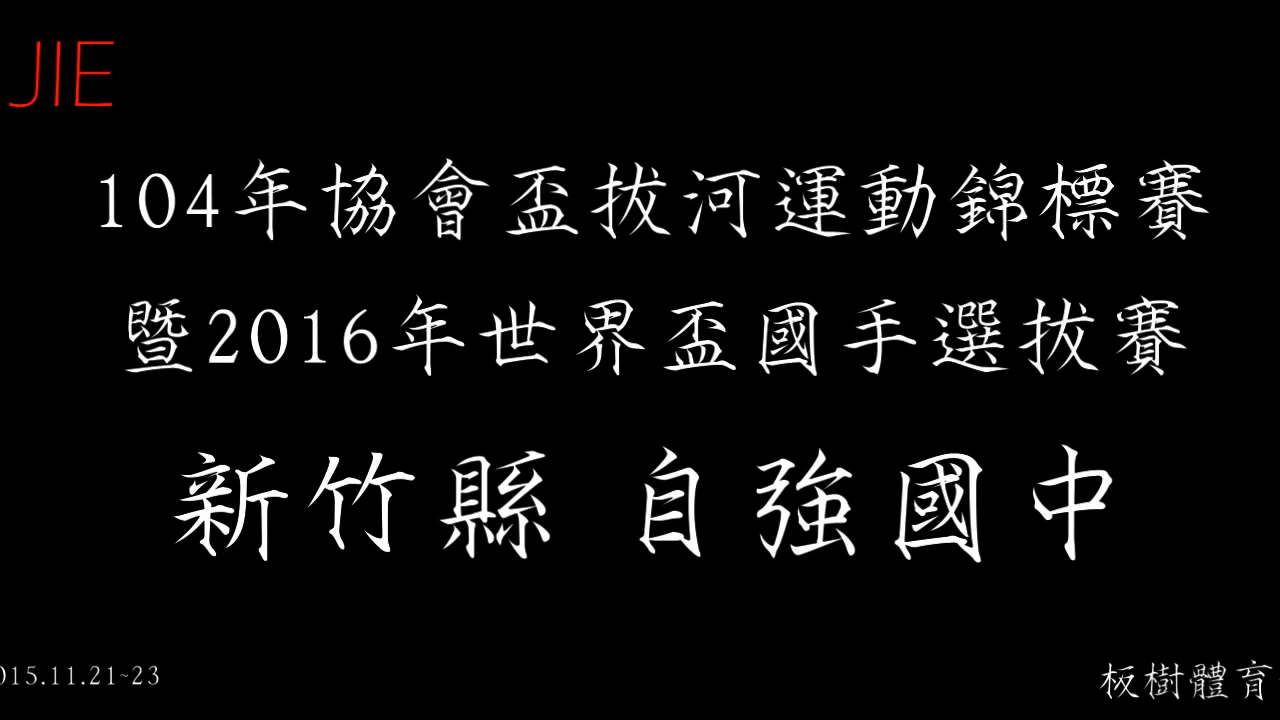 JIE
104年協會盃拔河運動錦標賽
暨2016年世界盃國手選拔賽
新竹縣 自強國中
015.11.21~23
板樹體育